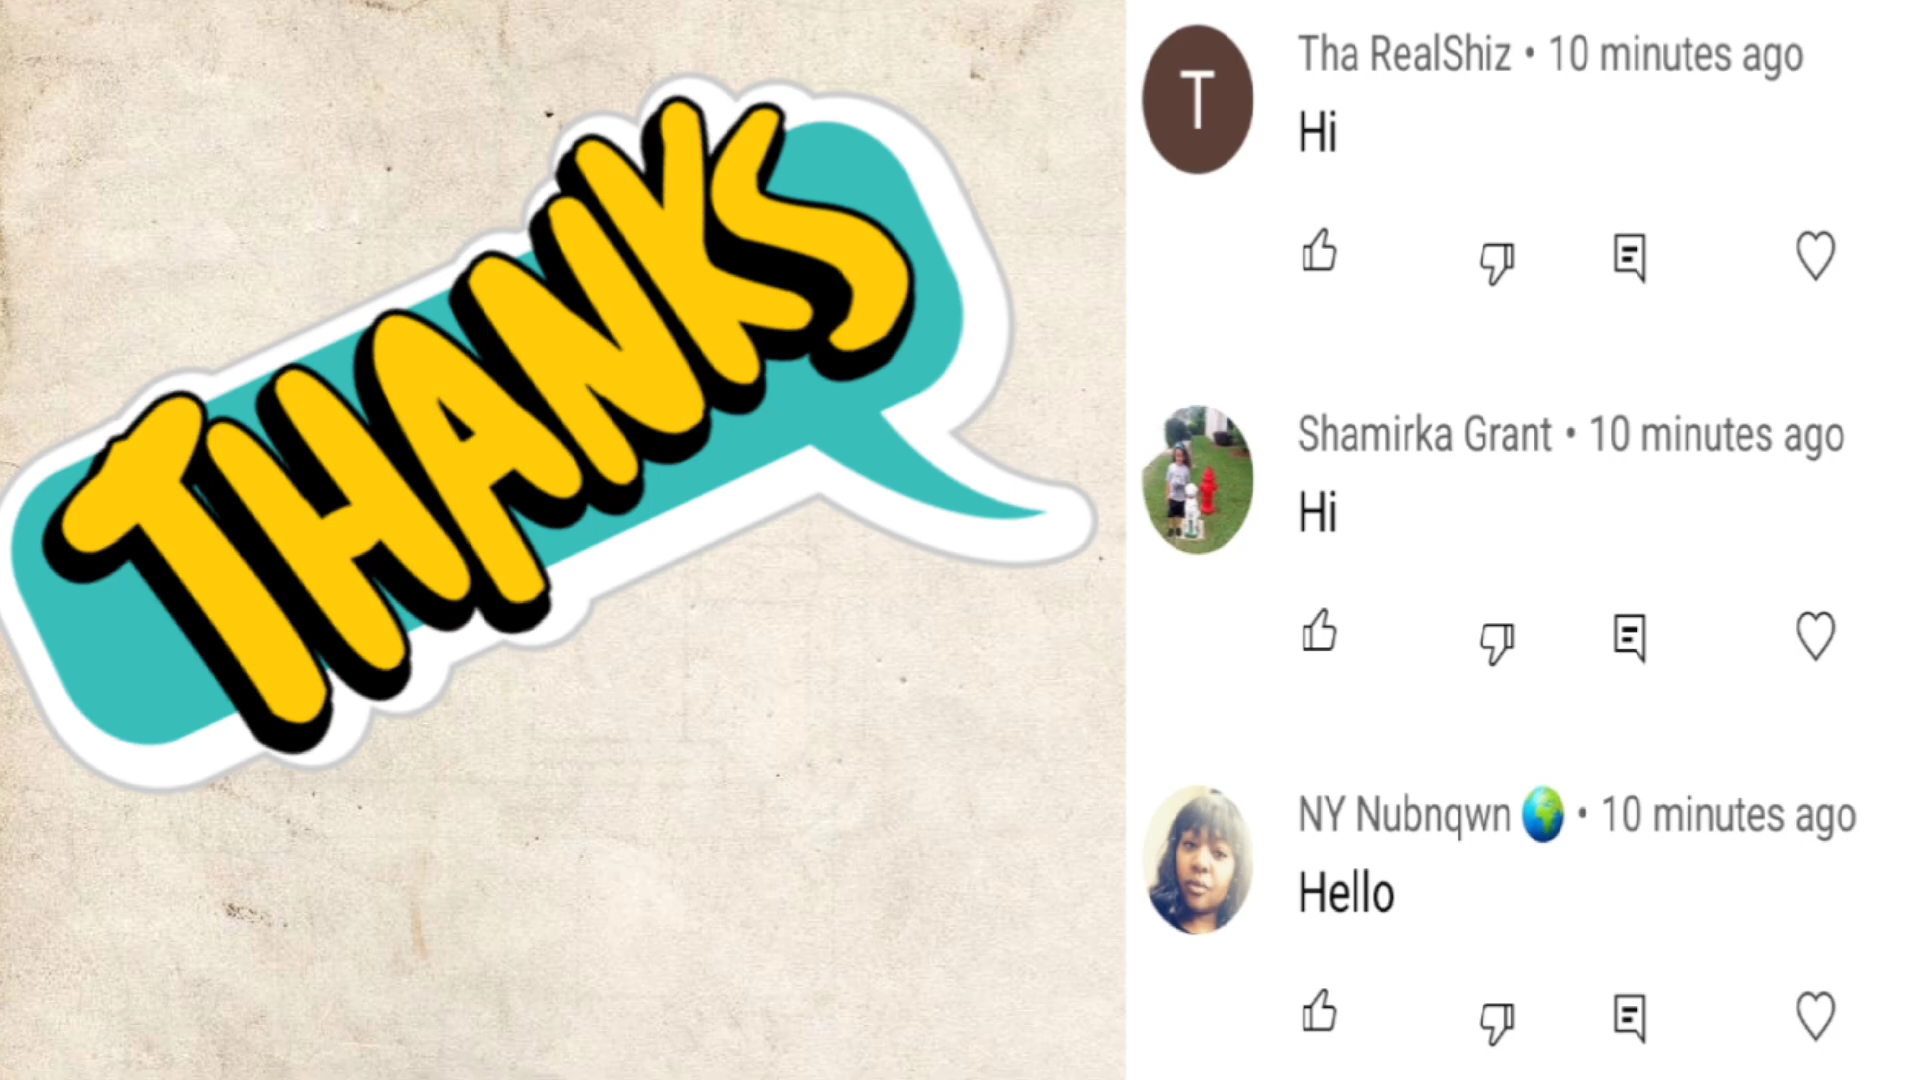 THANKS
T
Tha RealShiz • 10 minutes ago
Hi
Shamirka Grant • 10 minutes ago
Hi
NY Nubnqwn 🌍 • 10 minutes ago
Hello